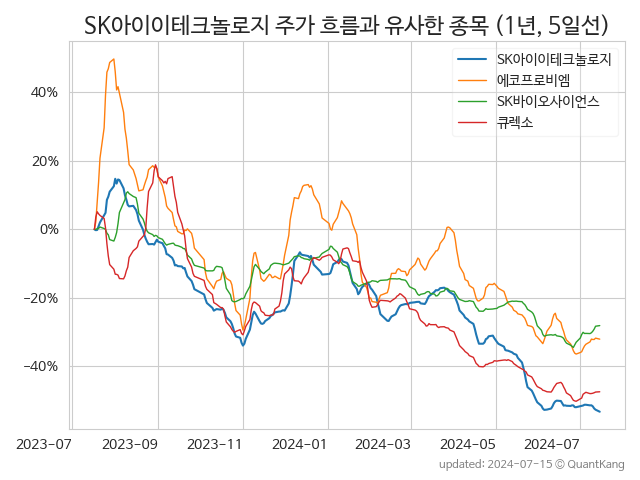 SK아이이테크놀로지 주가 흐름과 유사한 종목 (1년, 5일선)
SK아이이테크놀로지
에코프로비엠
SK바이오사이언스
큐렉소
40%
20%
0%
−20%
−40%
2023-07 2023-09 2023-11 2024-01 2024-03 2024-05 2024-07
updated: 2024-07-15 © QuantKang